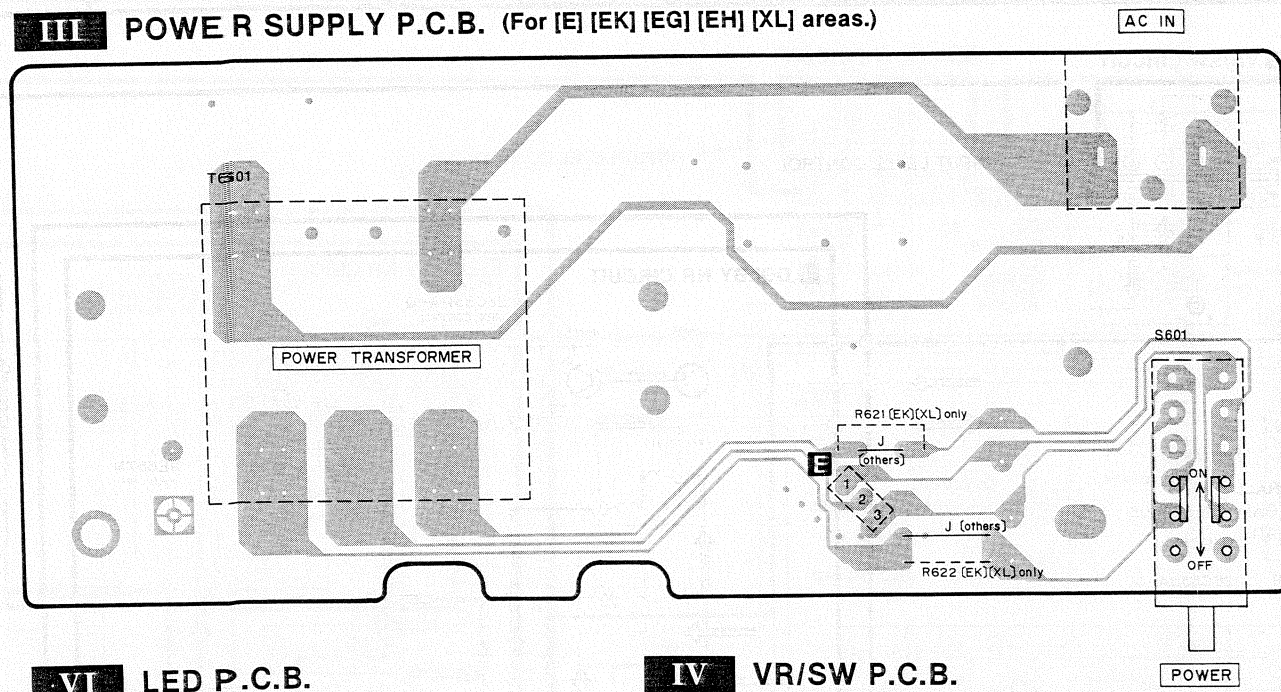 III POWER SUPPLY P.C.B. (For [E] [EK] [EG] [EH] [XL] areas.)
AC IN
T601
POWER TRANSFORMER
S601
R621 [EK][XL] only
J
[others]
E
1
2
3
ON
J [others]
OFF
R622 [EK][XL] only
POWER
VI LED P.C.B.
IV VR/SW P.C.B.